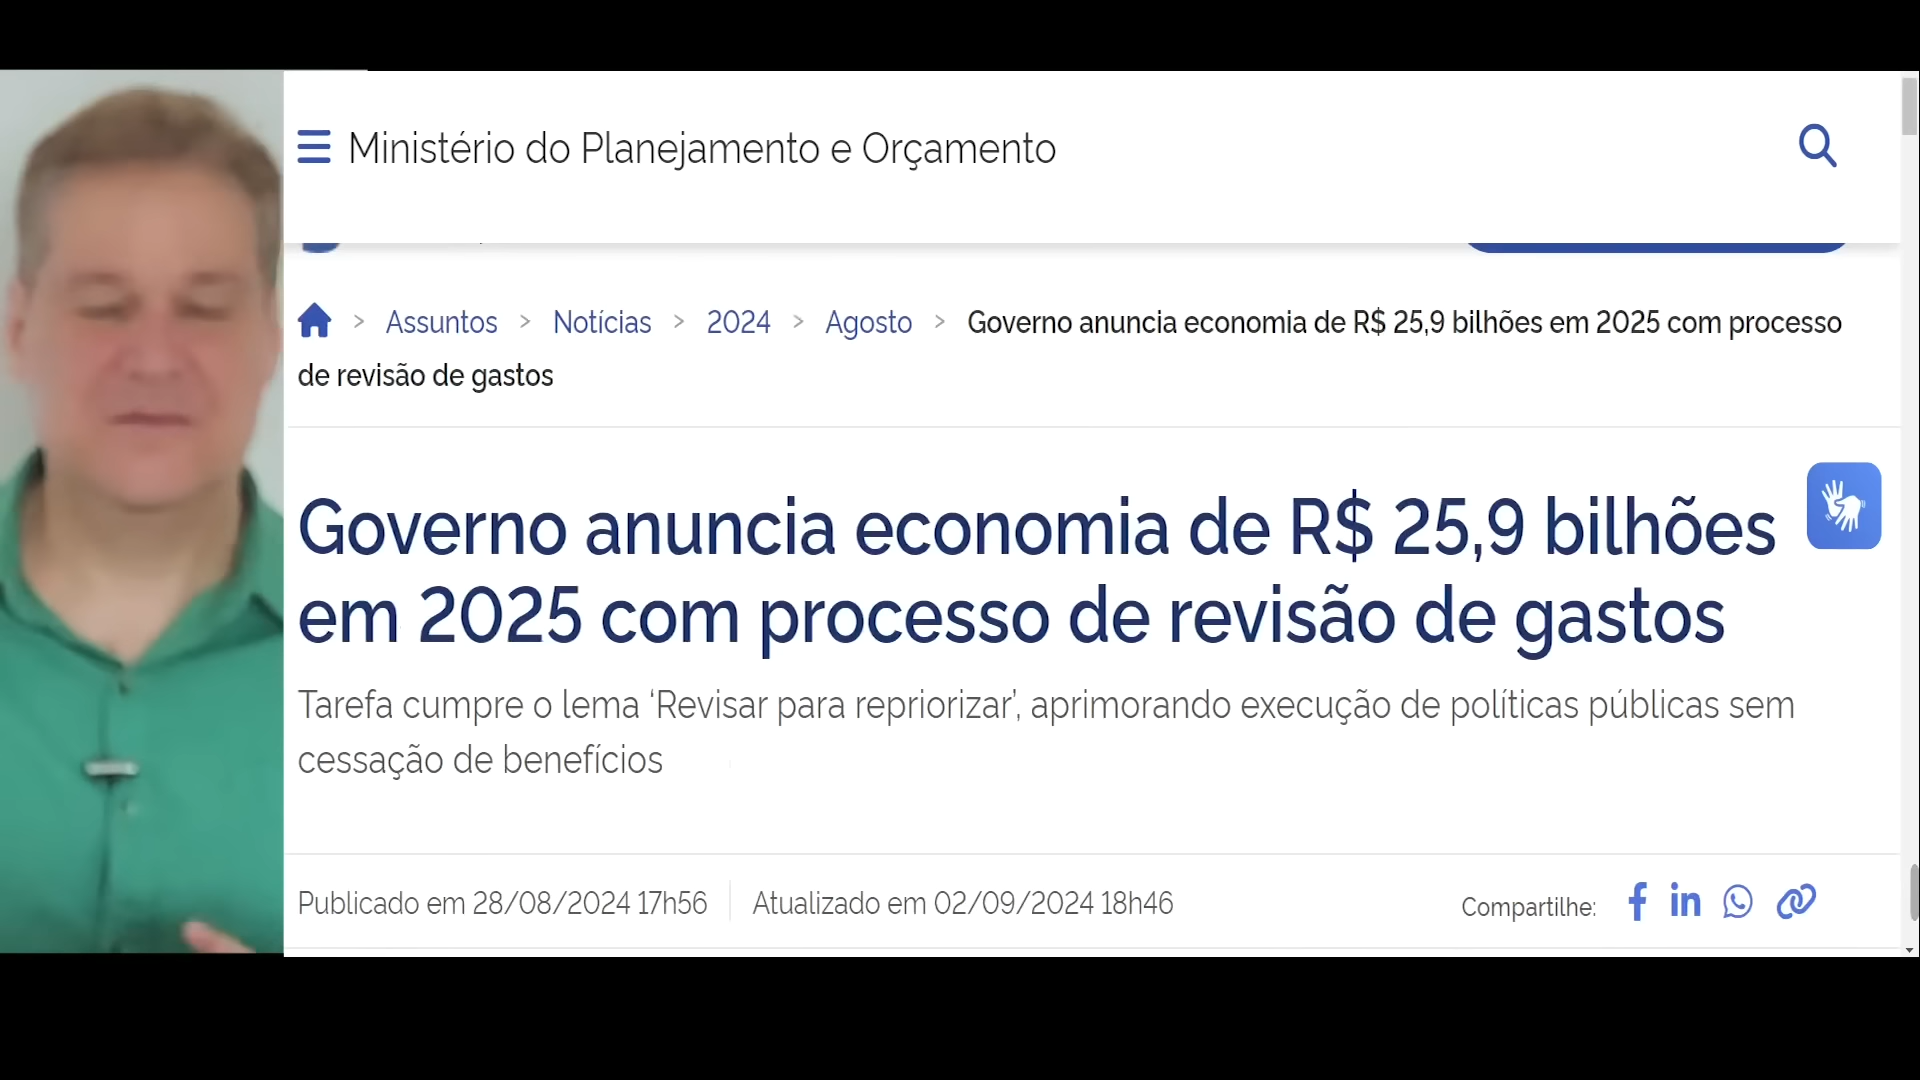 Ministério do Planejamento e Orçamento
Assuntos > Notícias > 2024 > Agosto > Governo anuncia economia de R$ 25,9 bilhões em 2025 com processo
de revisão de gastos
Governo anuncia economia de R$ 25,9 bilhões
em 2025 com processo de revisão de gastos
Tarefa cumpre o lema ‘Revisar para repriorizar’, aprimorando execução de políticas públicas sem
cessação de benefícios
Publicado em 28/08/2024 17h56 Atualizado em 02/09/2024 18h46 Compartilhe: